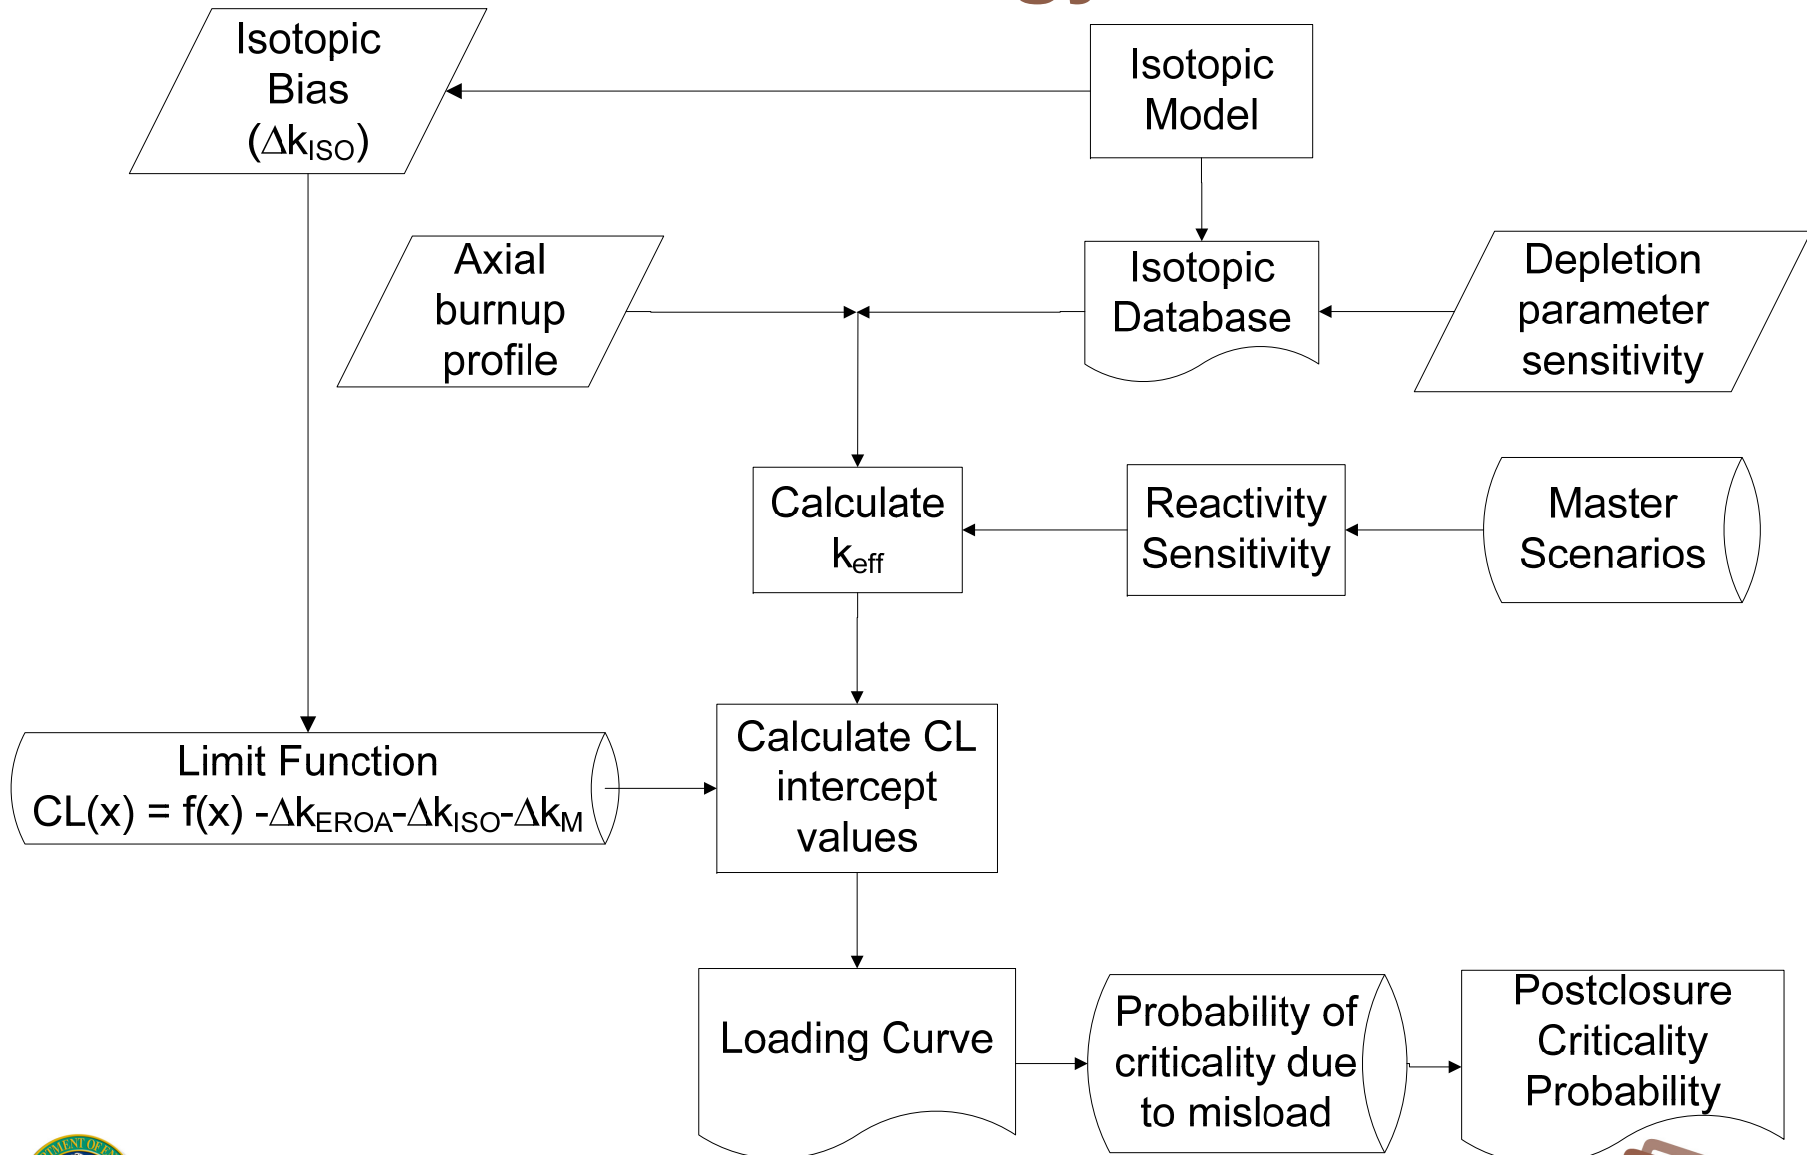 Isotopic
Bias
(Δk_ISO)
Isotopic
Model
Axial
burnup
profile
Isotopic
Database
Depletion
parameter
sensitivity
Calculate
k_eff
Reactivity
Sensitivity
Master
Scenarios
Limit Function
CL(x) = f(x) -Δk_EROA-Δk_ISO-Δk_M
Calculate CL
intercept
values
Loading Curve
Probability of
criticality due
to misload
Postclosure
Criticality
Probability